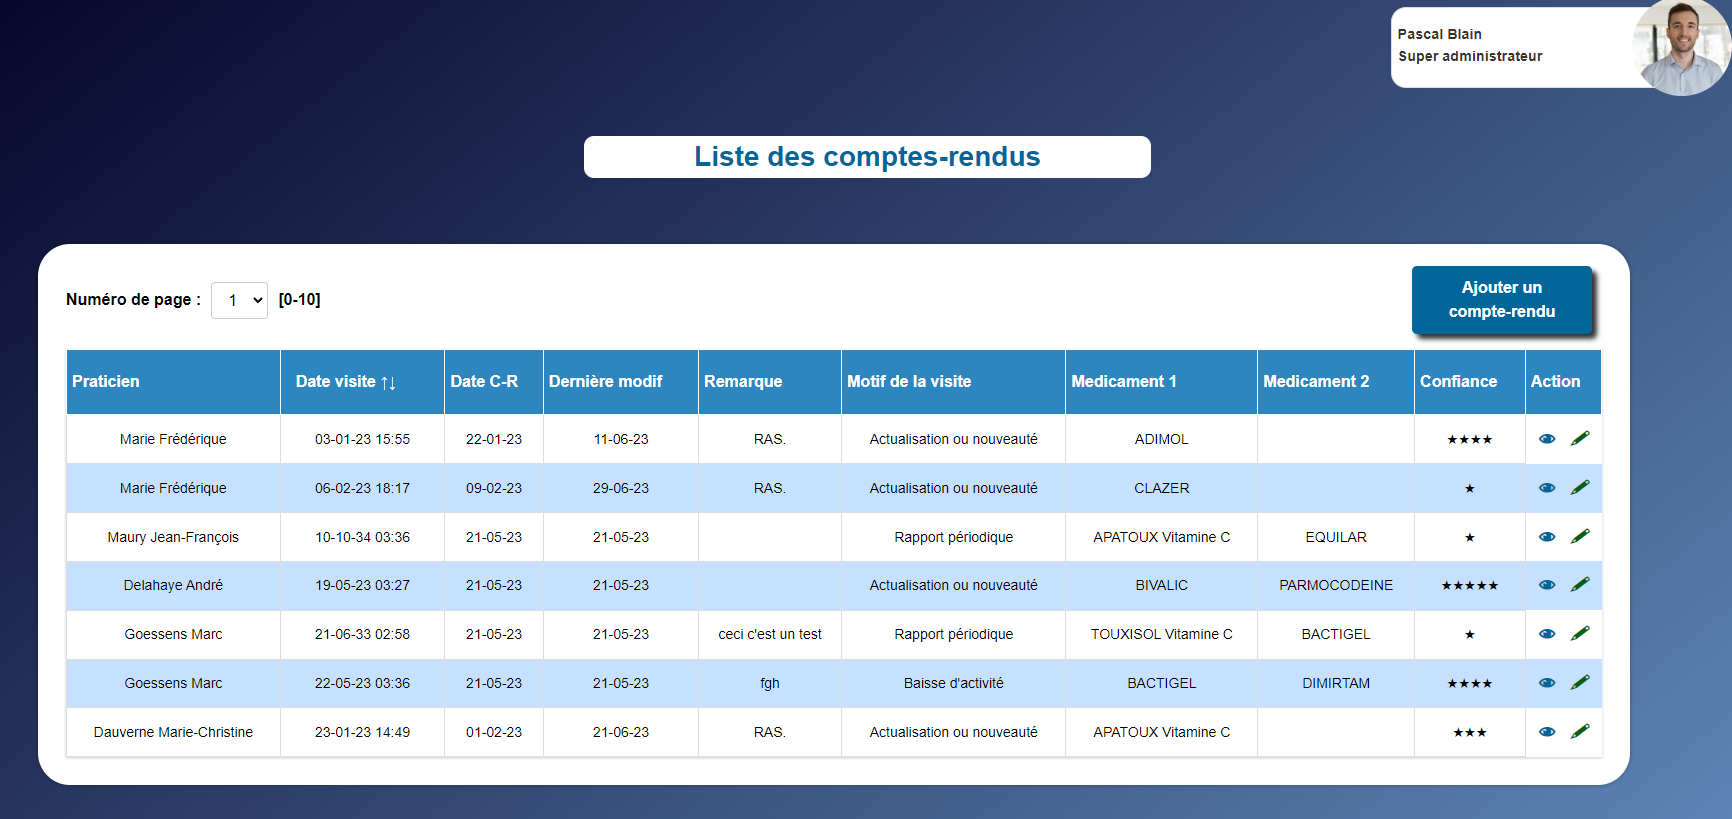 Pascal Blain
Super administrateur
Liste des comptes-rendus
Numéro de page : 1 [0-10]
Ajouter un
compte-rendu
Praticien Date visite ↑↓ Date C-R Dernière modif Remarque Motif de la visite Medicament 1 Medicament 2 Confiance Action
Marie Frédérique 03-01-23 15:55 22-01-23 11-06-23 RAS. Actualisation ou nouveauté ADIMOL ★★★★
Marie Frédérique 06-02-23 18:17 09-02-23 29-06-23 RAS. Actualisation ou nouveauté CLAZER ★
Maury Jean-François 10-10-34 03:36 21-05-23 21-05-23 Rapport périodique APATOUX Vitamine C EQUILAR ★
Delahaye André 19-05-23 03:27 21-05-23 21-05-23 Actualisation ou nouveauté BIVALIC PARMOCODEINE ★★★★★
Goessens Marc 21-06-33 02:58 21-05-23 21-05-23 ceci c'est un test Rapport périodique TOUXISOL Vitamine C BACTIGEL ★
Goessens Marc 22-05-23 03:36 21-05-23 21-05-23 fgh Baisse d'activité BACTIGEL DIMIRTAM ★★★★
Dauverne Marie-Christine 23-01-23 14:49 01-02-23 21-06-23 RAS. Actualisation ou nouveauté APATOUX Vitamine C ★★★